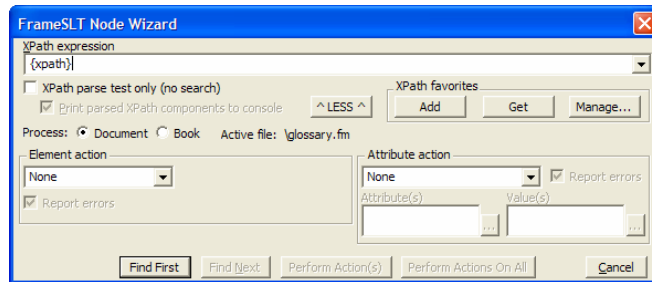 FrameSLT Node Wizard
XPath expression
{xpath}
XPath parse test only (no search)
Print parsed XPath components to console
^ LESS ^
XPath favorites
Add Get Manage...
Process: Document Book Active file: \glossary.fm
Element action
None
Report errors
Attribute action
None Report errors
Attribute(s) Value(s)
... ...
Find First Find Next Perform Action(s) Perform Actions On All Cancel